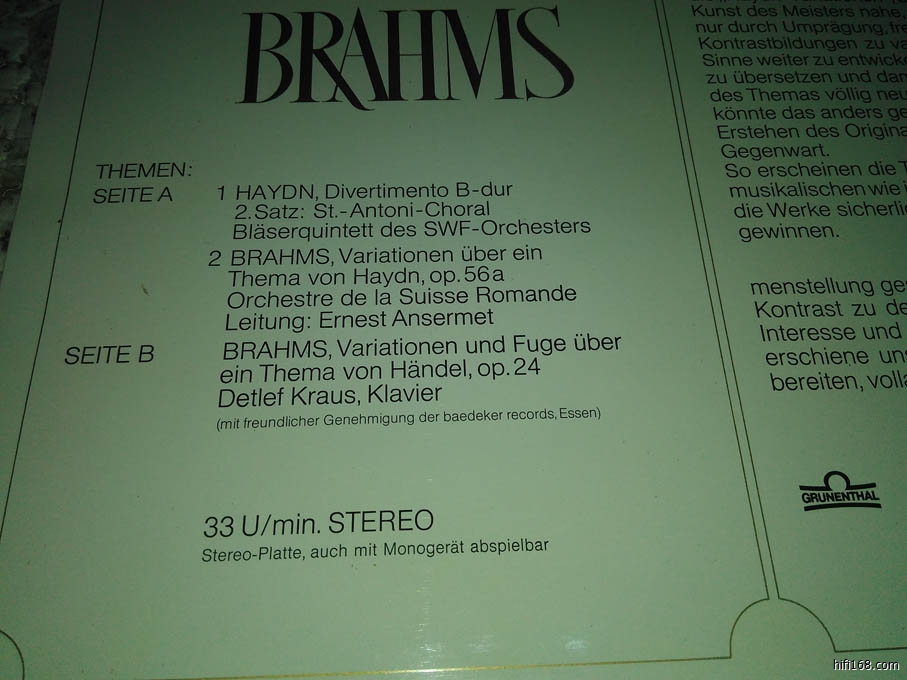 BRAHMS
THEMEN:
SEITE A
1 HAYDN, Divertimento B-dur
2. Satz: St.-Antoni-Choral
Bläserquintett des SWF-Orchesters
2 BRAHMS, Variationen über ein
Thema von Haydn, op. 56a
Orchestre de la Suisse Romande
Leitung: Ernest Ansermet
SEITE B
BRAHMS, Variationen und Fuge über
ein Thema von Händel, op. 24
Detlef Kraus, Klavier
(mit freundlicher Genehmigung der baedeker records, Essen)
33 U/min. STEREO
Stereo-Platte, auch mit Monogerät abspielbar
Kunst des Meisters nahe,
nur durch Umprägung, fre
Kontrastbildungen zu va
Sinne weiter zu entwicke
zu übersetzen und dam
des Themas völlig neu
könnte das anders ge
Erstehen des Origina
Gegenwart.
So erscheinen die T
musikalischen wie i
die Werke sicherli
gewinnen.
menstellung ge
Kontrast zu de
Interesse und
erschiene un
bereiten, volla
GRÜNENTHAL
hifi168.com